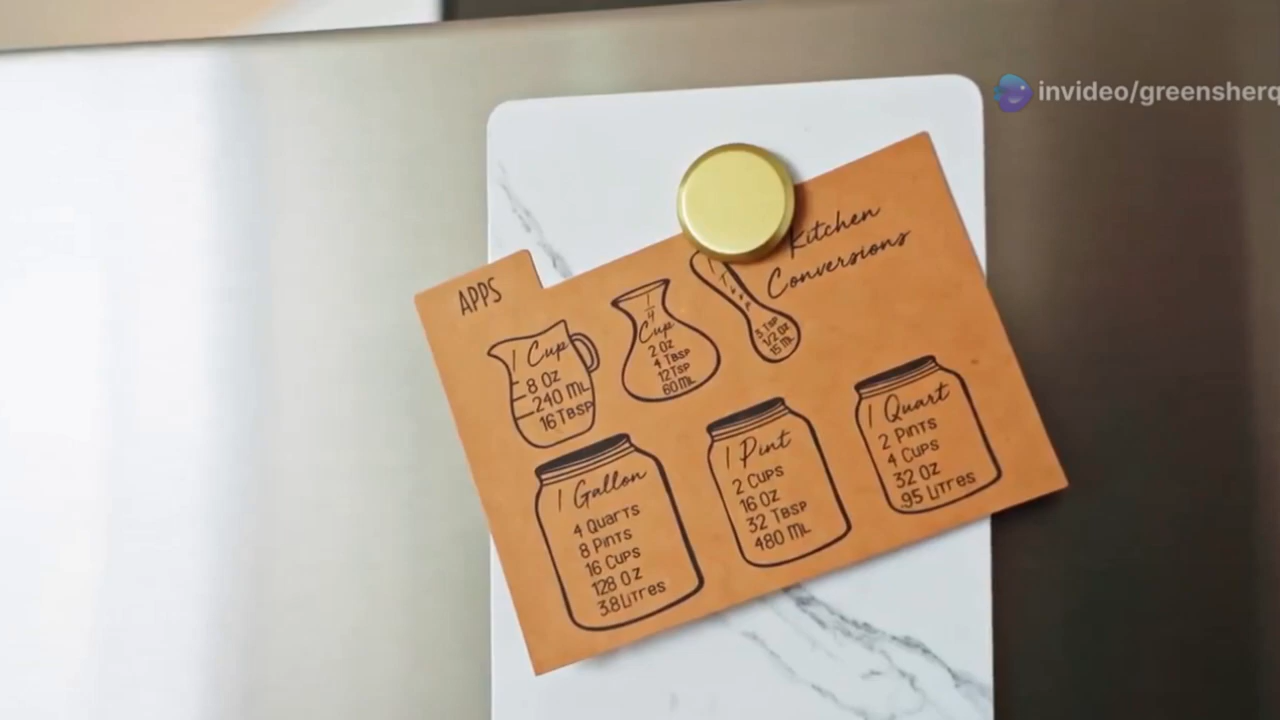 invideo/greensherq
Kitchen
Conversions
APPS
1 Cup
8 OZ
240 ML
16 TBSP
1/4
Cup
2 OZ
4 TBSP
12 TSP
60 ML
1
3 TSP
1/2 OZ
15 ML
1 Gallon
4 QUARTS
8 PINTS
16 CUPS
128 OZ
3.8 LITRES
1 Pint
2 CUPS
16 OZ
32 TBSP
480 ML
1 Quart
2 PINTS
4 CUPS
32 OZ
.95 LITRES